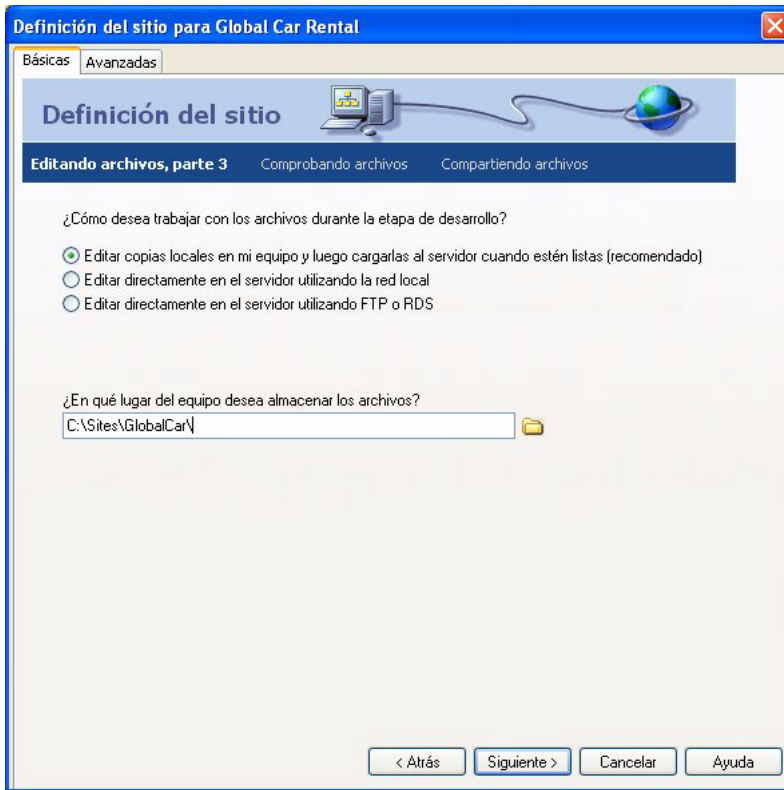 Definición del sitio para Global Car Rental
Básicas Avanzadas
Definición del sitio
Editando archivos, parte 3 Comprobando archivos Compartiendo archivos
¿Cómo desea trabajar con los archivos durante la etapa de desarrollo?
Editar copias locales en mi equipo y luego cargarlas al servidor cuando estén listas (recomendado)
Editar directamente en el servidor utilizando la red local
Editar directamente en el servidor utilizando FTP o RDS
¿En qué lugar del equipo desea almacenar los archivos?
C:\Sites\GlobalCar\
< Atrás Siguiente > Cancelar Ayuda